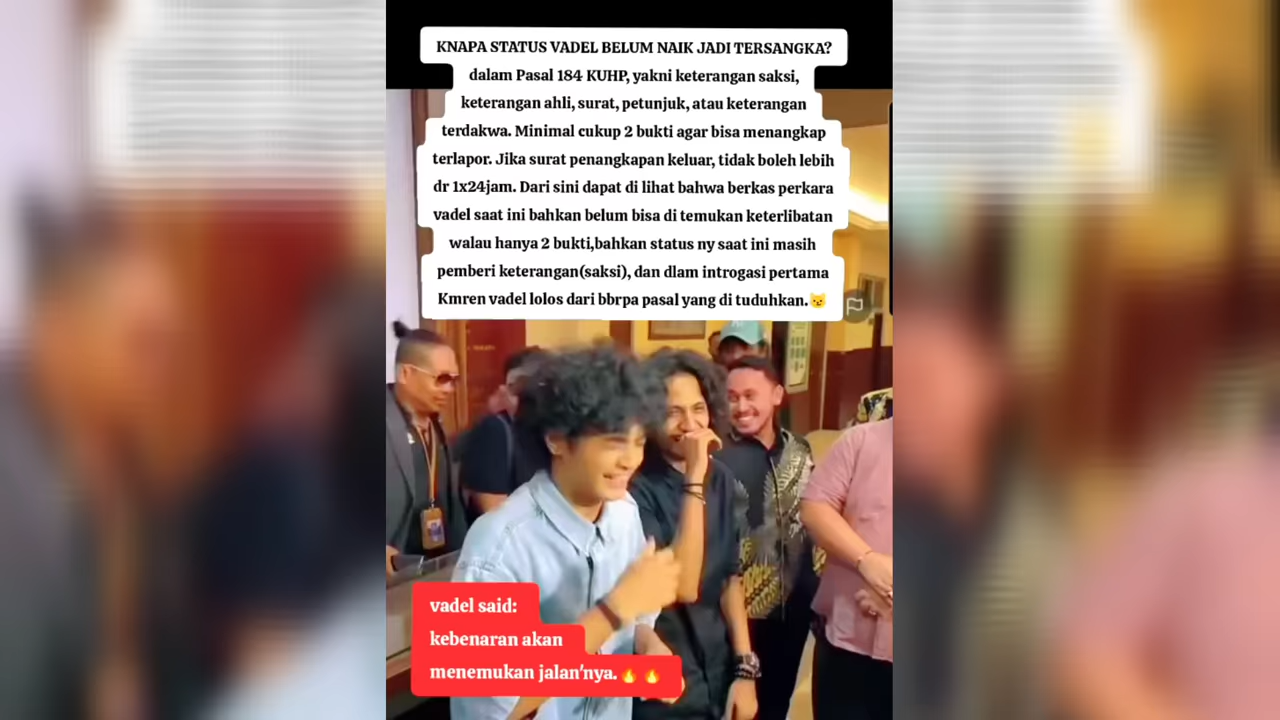 KNAPA STATUS VADEL BELUM NAIK JADI TERSANGKA?
dalam Pasal 184 KUHP, yakni keterangan saksi,
keterangan ahli, surat, petunjuk, atau keterangan
terdakwa. Minimal cukup 2 bukti agar bisa menangkap
terlapor. Jika surat penangkapan keluar, tidak boleh lebih
dr 1x24jam. Dari sini dapat di lihat bahwa berkas perkara
vadel saat ini bahkan belum bisa di temukan keterlibatan
walau hanya 2 bukti,bahkan status ny saat ini masih
pemberi keterangan(saksi), dan dlam introgasi pertama
Kmren vadel lolos dari bbrpa pasal yang di tuduhkan.😼
vadel said:
kebenaran akan
menemukan jalan'nya.🔥🔥